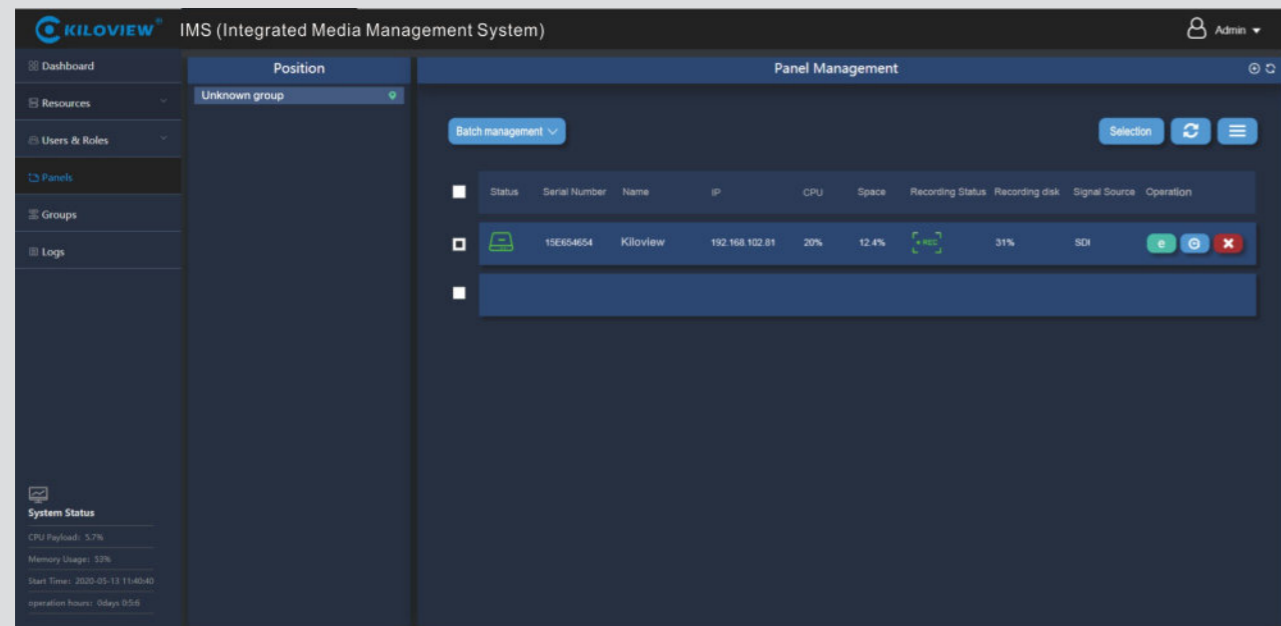 KILOVIEW® IMS (Integrated Media Management System) Admin
Dashboard
Resources
Users & Roles
Panels
Groups
Logs
System Status
CPU Payload: 5.7%
Memory Usage: 53%
Start Time: 2020-05-13 11:40:40
operation hours: 0days 0:5:6
Position
Unknown group
Panel Management
Batch management Selection
Status Serial Number Name IP CPU Space Recording Status Recording disk Signal Source Operation
15E654654 Kiloview 192.168.102.81 20% 12.4% REC 31% SDI e